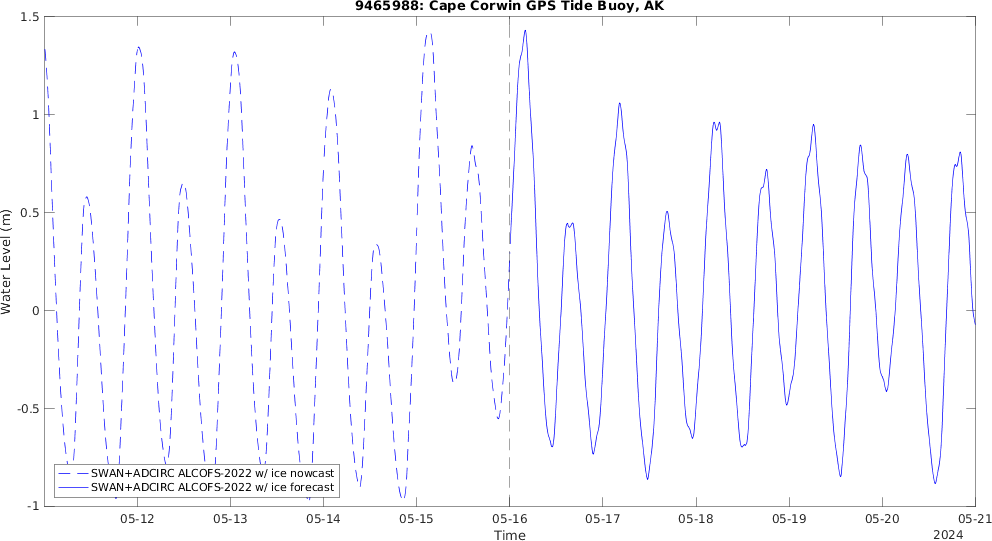 9465988: Cape Corwin GPS Tide Buoy, AK
1.5
1
0.5
0
-0.5
-1
Water Level (m)
SWAN+ADCIRC ALCOFS-2022 w/ ice nowcast
SWAN+ADCIRC ALCOFS-2022 w/ ice forecast
05-12 05-13 05-14 05-15 05-16 05-17 05-18 05-19 05-20 05-21
Time
2024